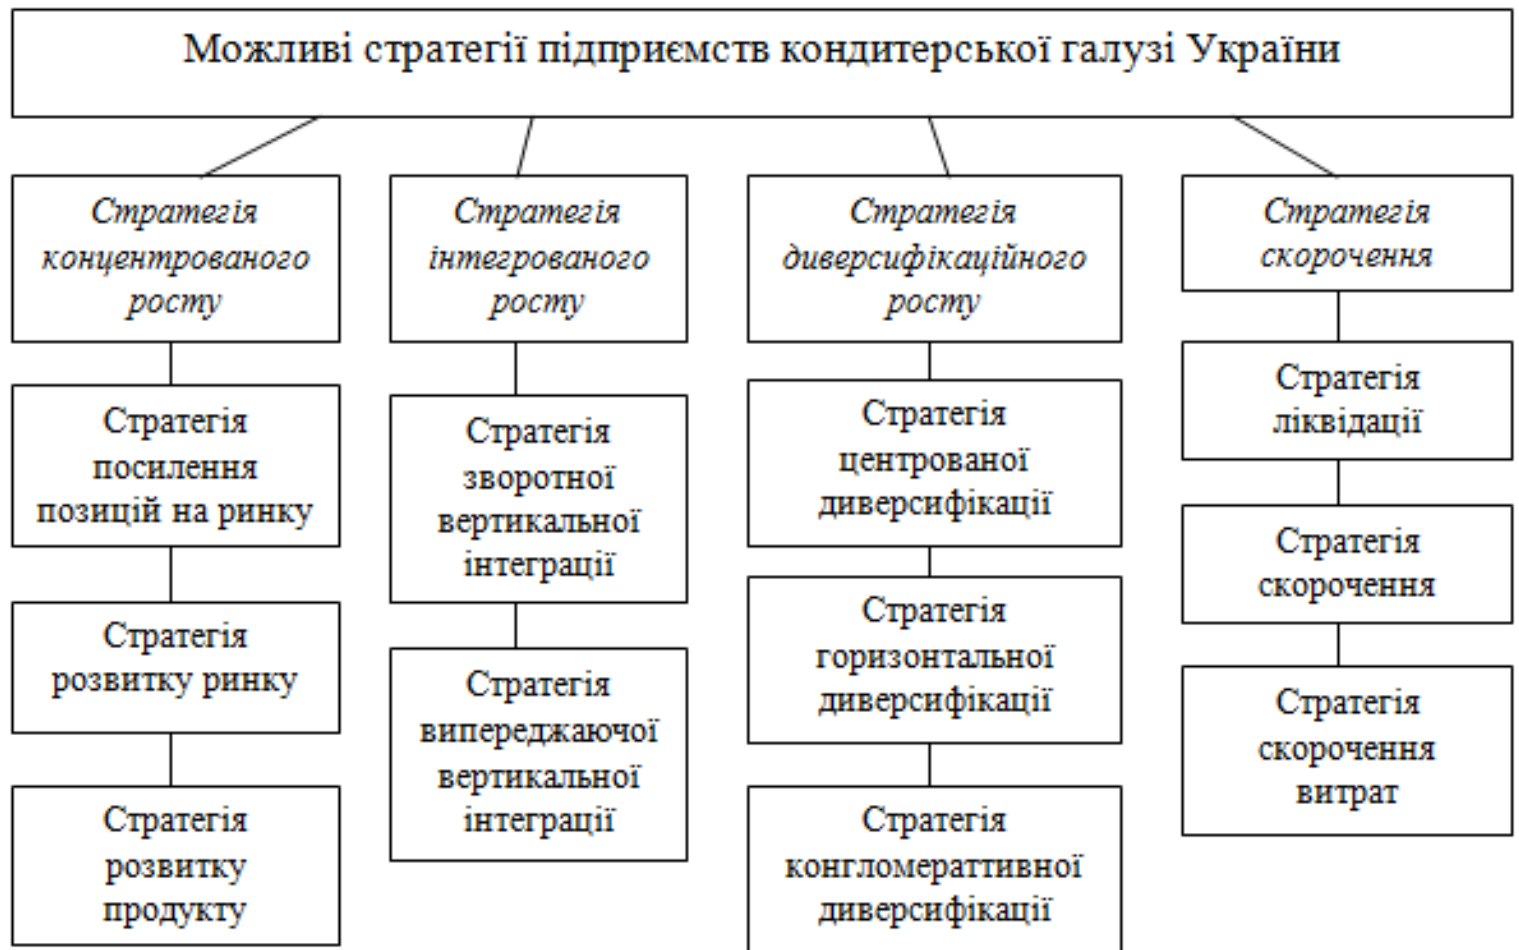 Можливі стратегії підприємств кондитерської галузі України
Стратегія
концентрованого
росту
Стратегія
посилення
позицій на ринку
Стратегія
розвитку ринку
Стратегія
розвитку
продукту
Стратегія
інтегрованого
росту
Стратегія
зворотної
вертикальної
інтеграції
Стратегія
випереджаючої
вертикальної
інтеграції
Стратегія
диверсифікаційного
росту
Стратегія
центрованої
диверсифікації
Стратегія
горизонтальної
диверсифікації
Стратегія
конгломераттивної
диверсифікації
Стратегія
скорочення
Стратегія
ліквідації
Стратегія
скорочення
Стратегія
скорочення
витрат